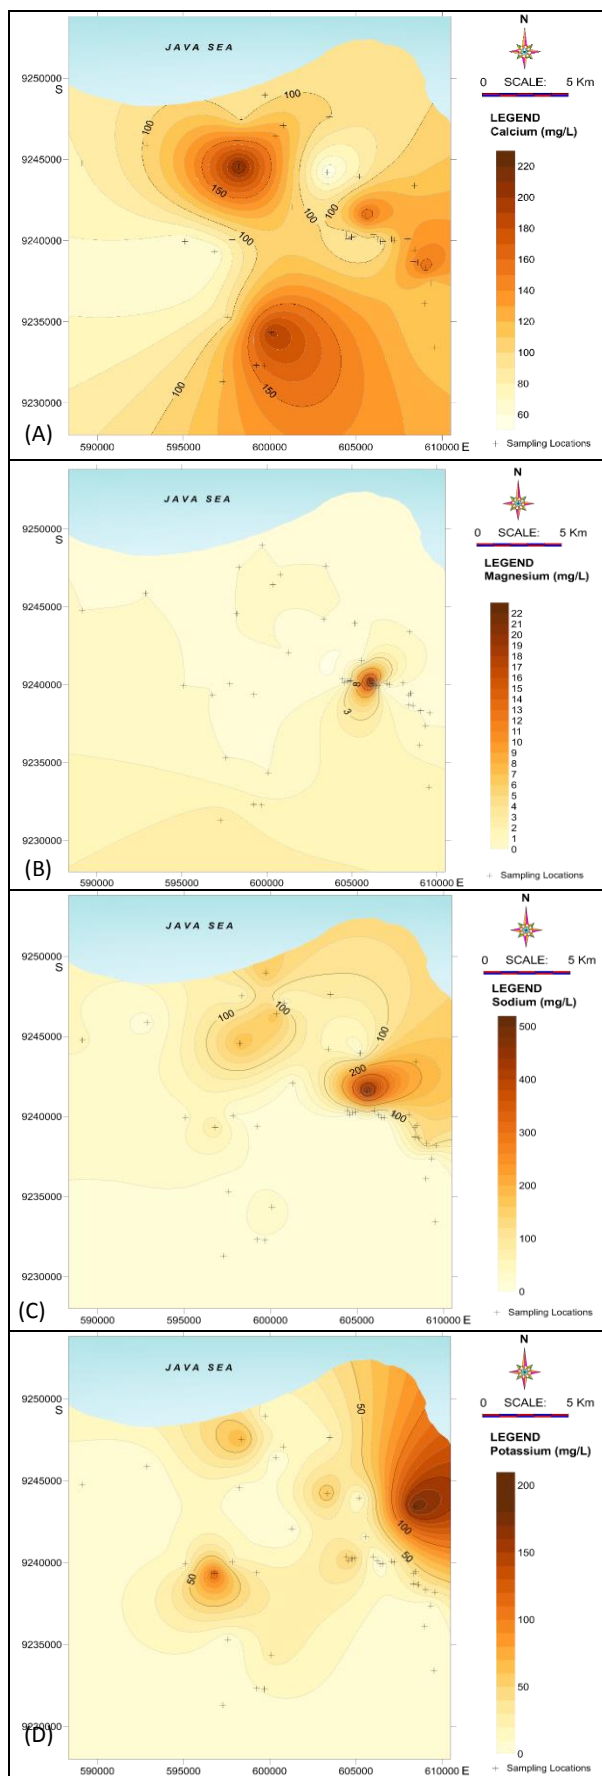 JAVA SEA
N
9250000
S
0 SCALE: 5 Km
LEGEND
Calcium (mg/L)
100
100
9245000
150
220
200
180
160
140
120
100
80
60
100
100
9240000
100
9235000
100
150
9230000
+ Sampling Locations
(A)
590000 595000 600000 605000 610000 E
JAVA SEA
N
9250000
S
0 SCALE: 5 Km
LEGEND
Magnesium (mg/L)
9245000
22
21
20
19
18
17
16
15
14
13
12
11
10
9
8
7
6
5
4
3
2
1
0
9240000
8
3
9235000
9230000
+ Sampling Locations
(B)
590000 595000 600000 605000 610000 E
JAVA SEA
N
9250000
S
0 SCALE: 5 Km
LEGEND
Sodium (mg/L)
100
100
100
9245000
500
400
300
200
100
0
200
9240000
100
9235000
9230000
+ Sampling Locations
(C)
590000 595000 600000 605000 610000 E
JAVA SEA
N
9250000
S
0 SCALE: 5 Km
LEGEND
Potassium (mg/L)
50
9245000
200
150
100
50
0
100
50
9240000
50
9235000
9230000
+ Sampling Locations
(D)
590000 595000 600000 605000 610000 E